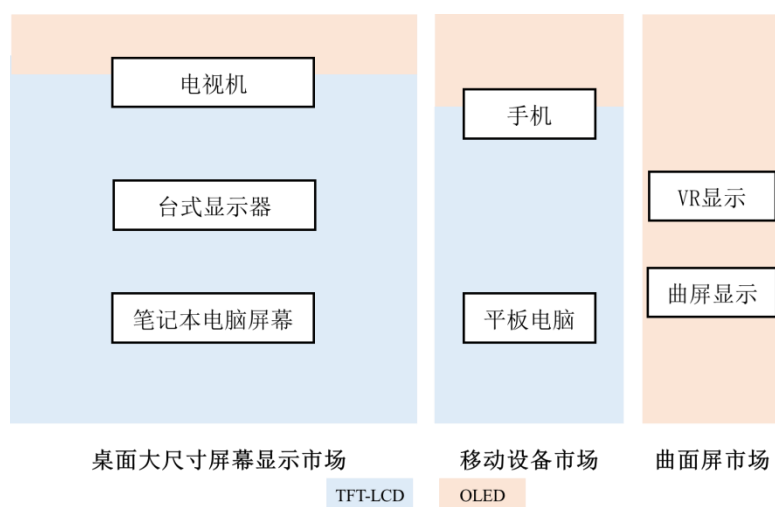 电视机
台式显示器
笔记本电脑屏幕
手机
平板电脑
VR显示
曲屏显示
桌面大尺寸屏幕显示市场
移动设备市场
曲面屏市场
TFT-LCD
OLED